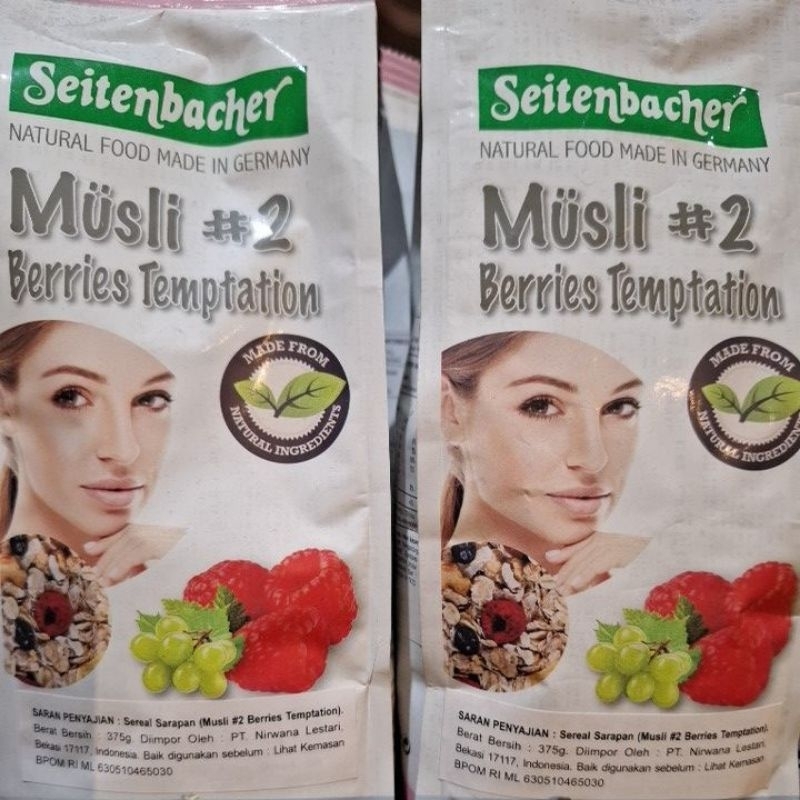 Seitenbacher
NATURAL FOOD MADE IN GERMANY
Müsli #2
Berries Temptation
MADE FROM
NATURAL INGREDIENTS
SARAN PENYAJIAN : Sereal Sarapan (Musli #2 Berries Temptation).
Berat Bersih : 375g. Diimpor Oleh : PT. Nirwana Lestari.
Bekasi 17117, Indonesia. Baik digunakan sebelum : Lihat Kemasan
BPOM RI ML 630510465030
Seitenbacher
NATURAL FOOD MADE IN GERMANY
Müsli #2
Berries Temptation
MADE FROM
NATURAL INGREDIENTS
SARAN PENYAJIAN : Sereal Sarapan (Musli #2 Berries Temptation).
Berat Bersih : 375g. Diimpor Oleh : PT. Nirwana Lestari.
Bekasi 17117, Indonesia. Baik digunakan sebelum : Lihat Kemasan
BPOM RI ML 630510465030